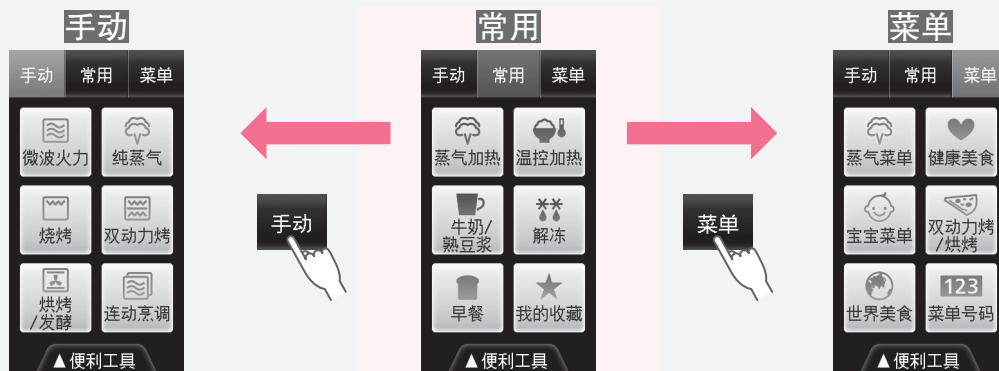 手动
常用
菜单
手动 常用 菜单
微波火力 纯蒸气
烧烤 双动力烤
烘烤
/发酵
连动烹调
▲便利工具
手动
手动 常用 菜单
蒸气加热 温控加热
牛奶/
熟豆浆
解冻
早餐 我的收藏
▲便利工具
菜单
手动 常用 菜单
蒸气菜单 健康美食
宝宝菜单
双动力烤
/烘烤
世界美食
123
菜单号码
▲便利工具